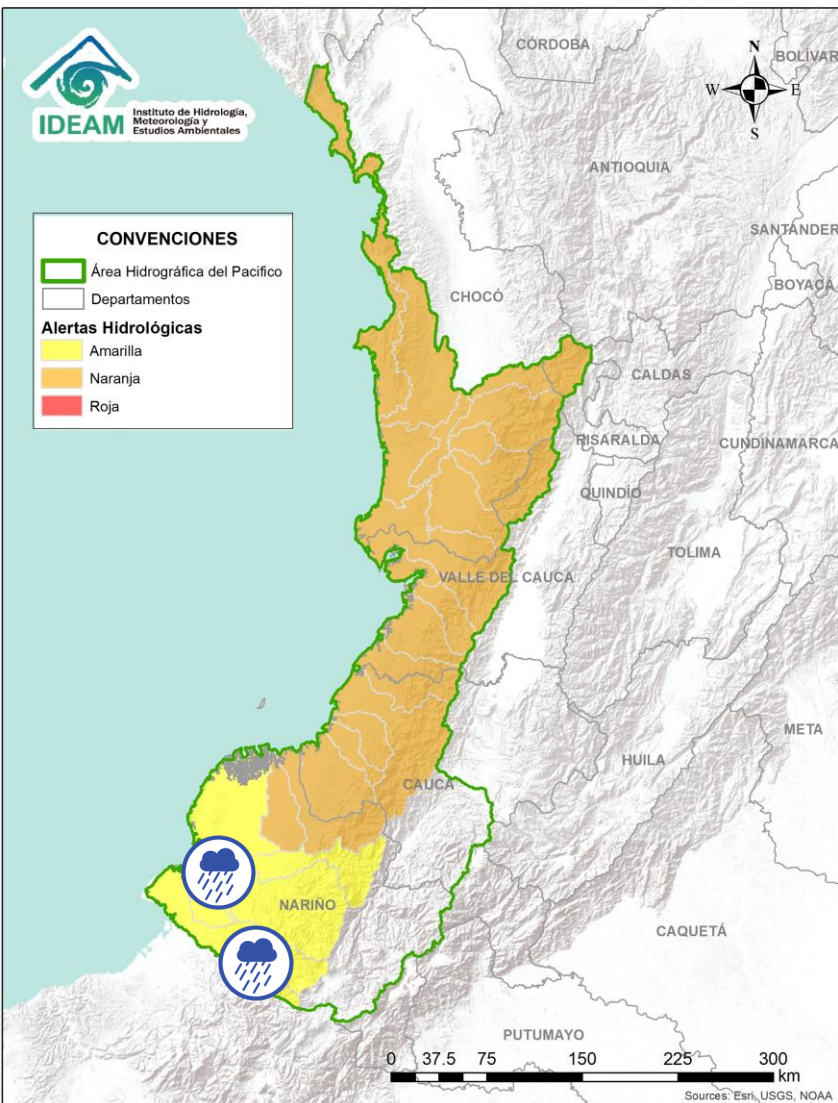 IDEAM
Instituto de Hidrología,
Meteorología y
Estudios Ambientales
N
W
E
S
CÓRDOBA
BOLÍVAR
ANTIOQUIA
SANTANDER
BOYACÁ
CHOCÓ
CALDAS
RISARALDA
CUNDINAMARCA
QUINDÍO
TOLIMA
VALLE DEL CAUCA
META
HUILA
CAUCA
NARIÑO
CAQUETÁ
PUTUMAYO
CONVENCIONES
Área Hidrográfica del Pacifico
Departamentos
Alertas Hidrológicas
Amarilla
Naranja
Roja
0 37.5 75 150 225 300
km
Sources: Esri, USGS, NOAA